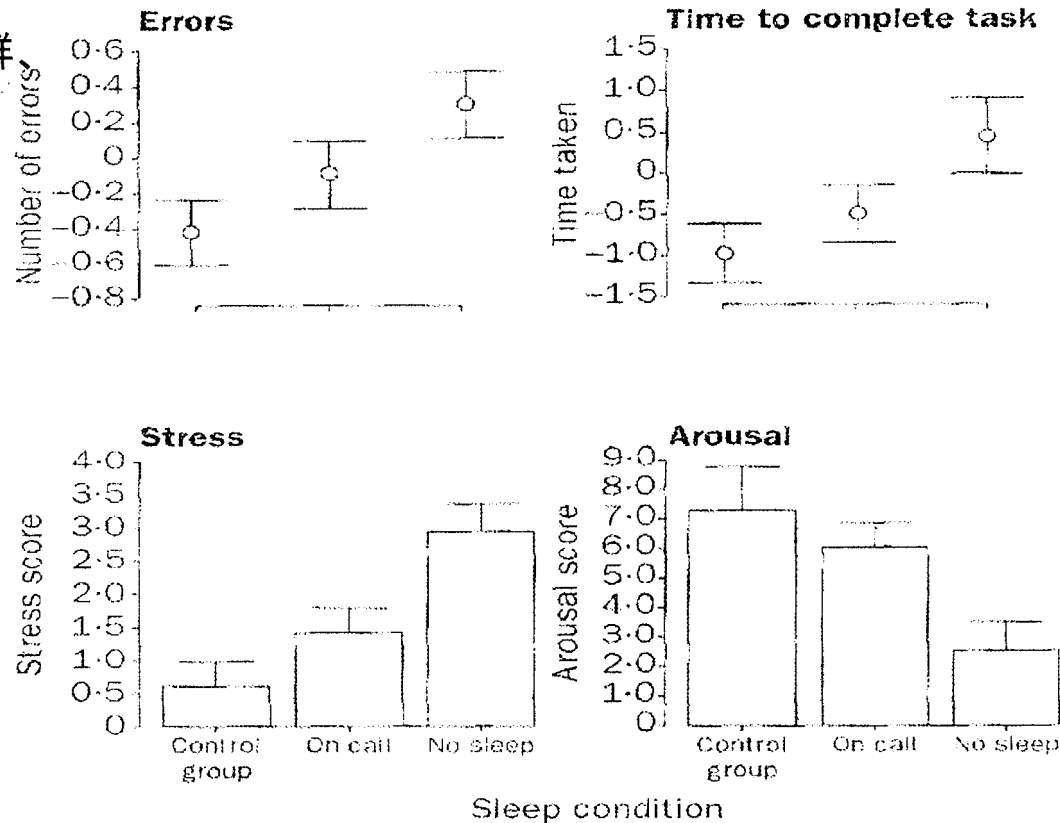 Errors
0·6
0·4
0·2
0
−0·2
−0·4
−0·6
−0·8
Number of errors
Time to complete task
1·5
1·0
0·5
0
−0·5
−1·0
−1·5
Time taken
Stress
4·0
3·5
3·0
2·5
2·0
1·5
1·0
0·5
0
Stress score
Control group
On call
No sleep
Arousal
9·0
8·0
7·0
6·0
5·0
4·0
3·0
2·0
1·0
0
Arousal score
Control group
On call
No sleep
Sleep condition